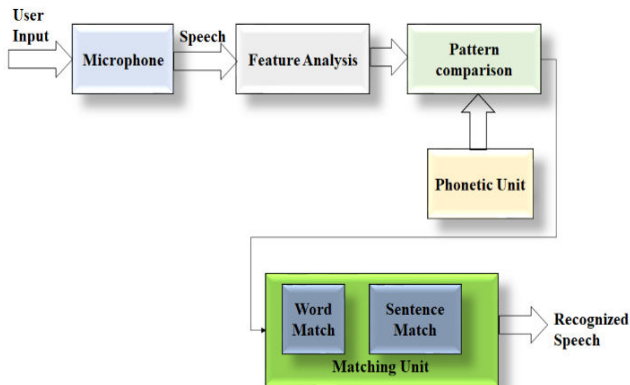 User
Input
Microphone
Speech
Feature Analysis
Pattern
comparison
Phonetic Unit
Word
Match
Sentence
Match
Matching Unit
Recognized
Speech